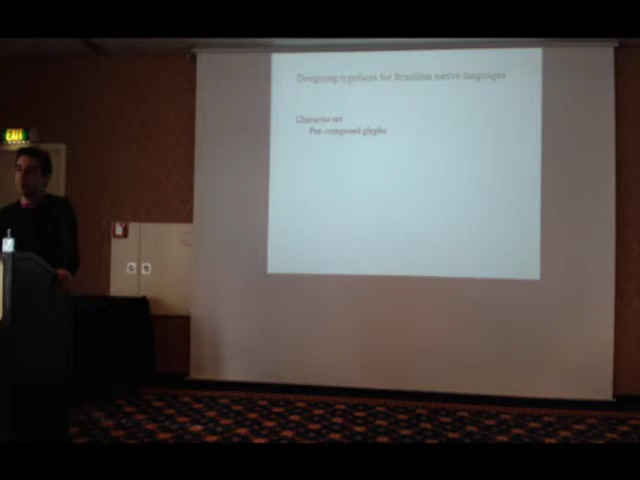 EXIT
Designing typefaces for Brazilian native languages
Character set
Pre-composed glyphs